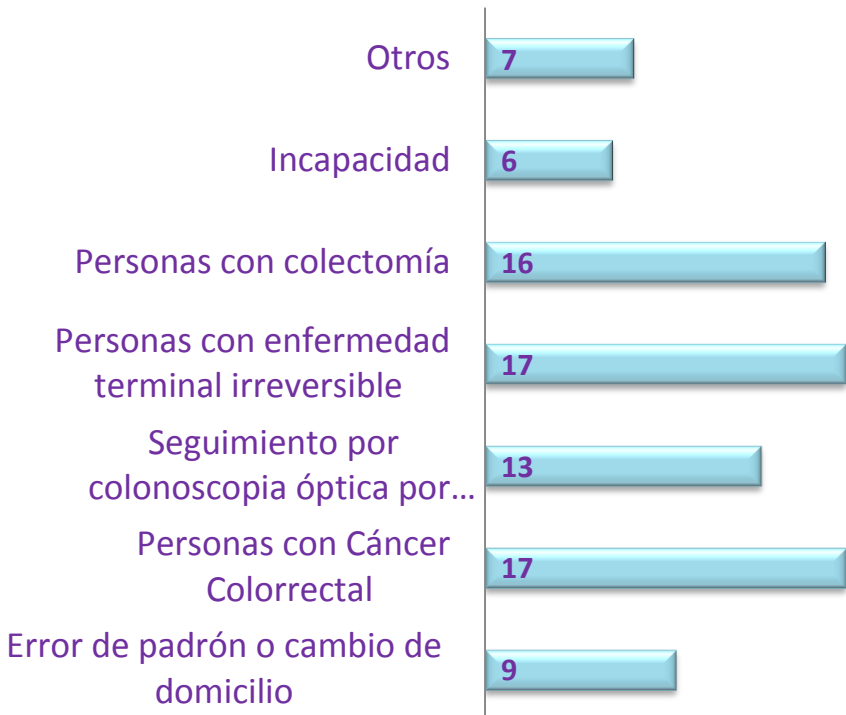 Otros 7
Incapacidad 6
Personas con colectomía 16
Personas con enfermedad
terminal irreversible 17
Seguimiento por
colonoscopia óptica por... 13
Personas con Cáncer
Colorrectal 17
Error de padrón o cambio de
domicilio 9